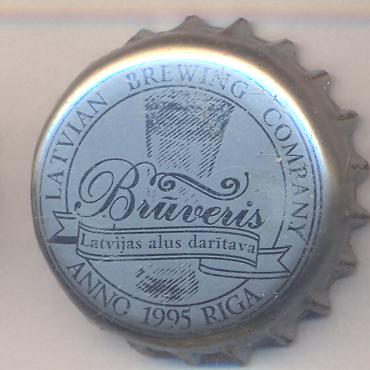 LATVIAN BREWING COMPANY
Brūveris
Latvijas alus darītava
ANNO 1995 RIGA